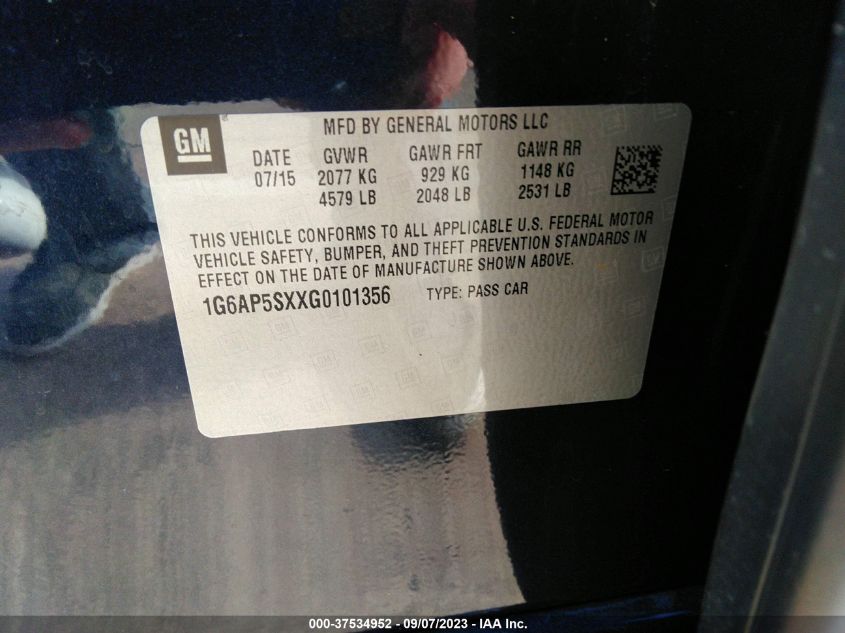 GM
MFD BY GENERAL MOTORS LLC
DATE GVWR GAWR FRT GAWR RR
07/15 2077 KG 929 KG 1148 KG
4579 LB 2048 LB 2531 LB
THIS VEHICLE CONFORMS TO ALL APPLICABLE U.S. FEDERAL MOTOR
VEHICLE SAFETY, BUMPER, AND THEFT PREVENTION STANDARDS IN
EFFECT ON THE DATE OF MANUFACTURE SHOWN ABOVE.
1G6AP5SXXG0101356 TYPE: PASS CAR
000-37534952 - 09/07/2023 - IAA Inc.